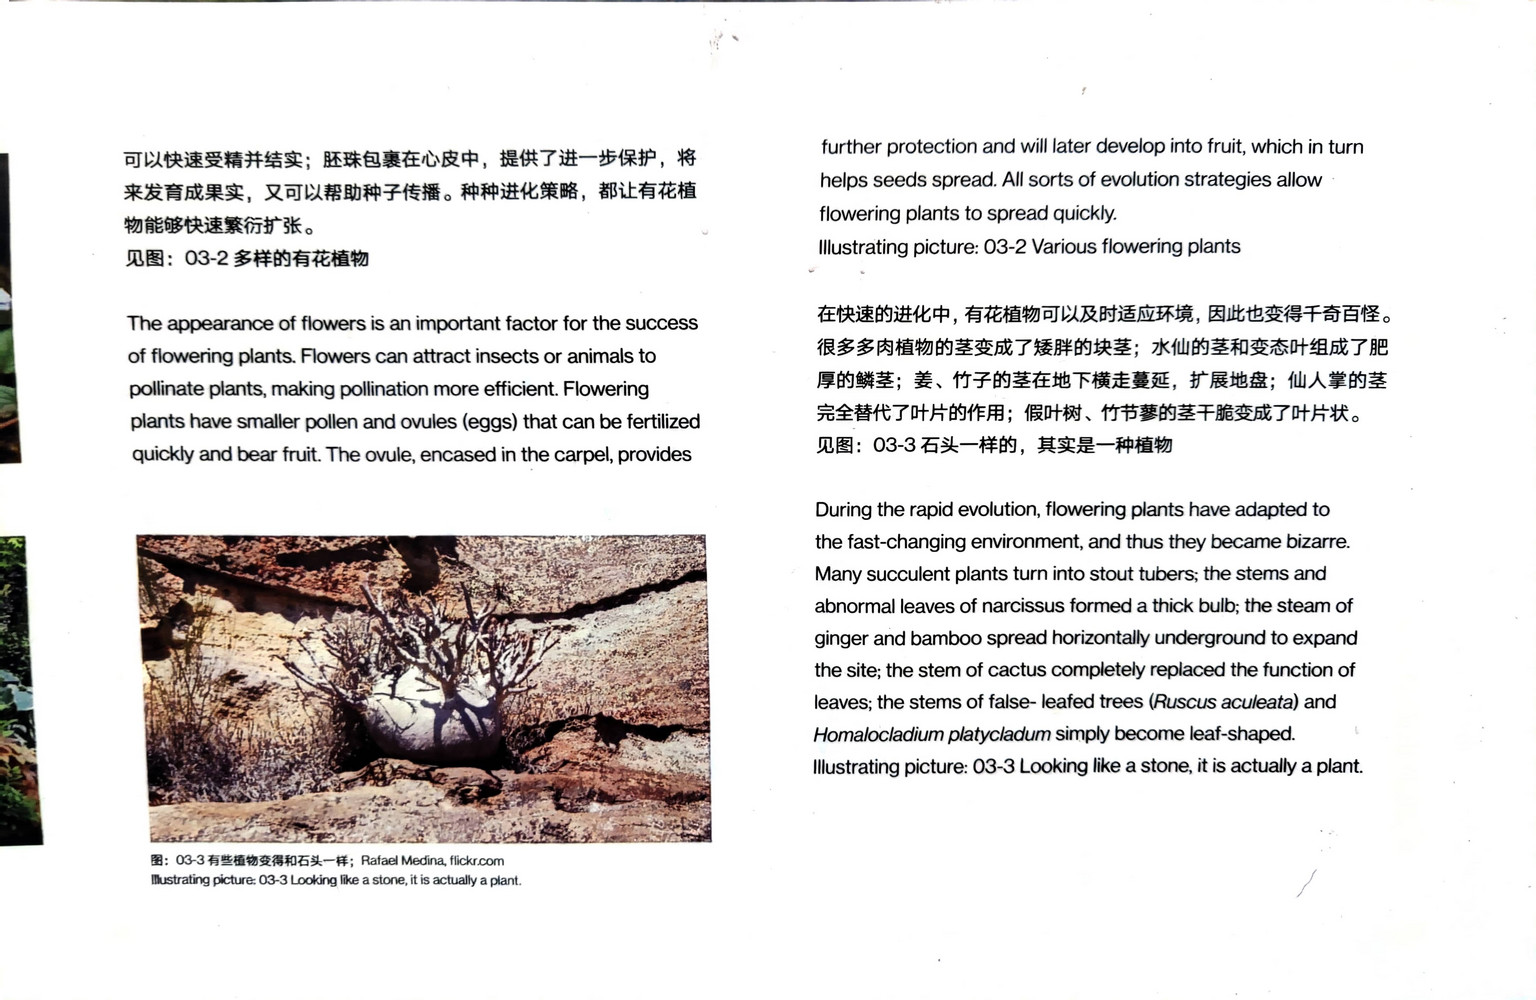 可以快速受精并结实；胚珠包裹在心皮中，提供了进一步保护，将
来发育成果实，又可以帮助种子传播。种种进化策略，都让有花植
物能够快速繁衍扩张。
见图：03-2 多样的有花植物
The appearance of flowers is an important factor for the success
of flowering plants. Flowers can attract insects or animals to
pollinate plants, making pollination more efficient. Flowering
plants have smaller pollen and ovules (eggs) that can be fertilized
quickly and bear fruit. The ovule, encased in the carpel, provides
图：03-3 有些植物变得和石头一样；Rafael Medina, flickr.com
Illustrating picture: 03-3 Looking like a stone, it is actually a plant.
further protection and will later develop into fruit, which in turn
helps seeds spread. All sorts of evolution strategies allow
flowering plants to spread quickly.
Illustrating picture: 03-2 Various flowering plants
在快速的进化中，有花植物可以及时适应环境，因此也变得千奇百怪。
很多多肉植物的茎变成了矮胖的块茎；水仙的茎和变态叶组成了肥
厚的鳞茎；姜、竹子的茎在地下横走蔓延，扩展地盘；仙人掌的茎
完全替代了叶片的作用；假叶树、竹节蓼的茎干脆变成了叶片状。
见图：03-3 石头一样的，其实是一种植物
During the rapid evolution, flowering plants have adapted to
the fast-changing environment, and thus they became bizarre.
Many succulent plants turn into stout tubers; the stems and
abnormal leaves of narcissus formed a thick bulb; the steam of
ginger and bamboo spread horizontally underground to expand
the site; the stem of cactus completely replaced the function of
leaves; the stems of false- leafed trees (Ruscus aculeata) and
Homalocladium platycladum simply become leaf-shaped.
Illustrating picture: 03-3 Looking like a stone, it is actually a plant.